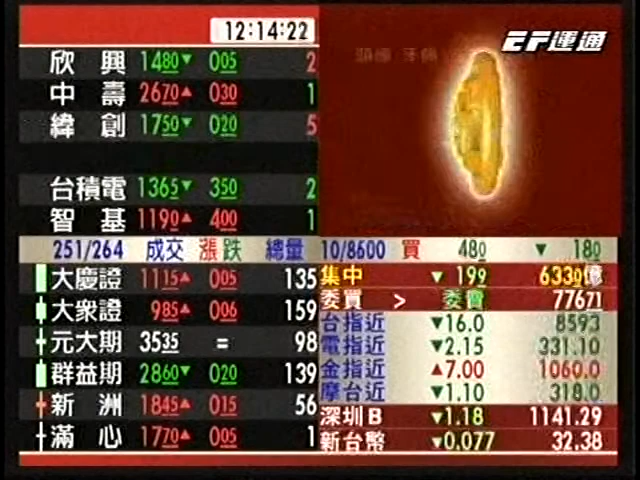 12:14:22
EF運通
欣 興 1480▼ 005 2
中 壽 2670▲ 030 1
緯 創 1750▼ 020 5
台積電 1365▼ 350 2
智 基 1190▲ 400 1
251/264 成交 漲跌 總量 10/8600 買 480 ▼ 180
大慶證 1115▲ 005 135
大眾證 985▲ 006 159
元大期 3535 = 98
群益期 2860▼ 020 139
新 洲 1845▲ 015 56
滿 心 1770▲ 005 1
集中 ▼ 199 6330億
委買 > 委賣 77671
台指近 ▼16.0 8593
電指近 ▼2.15 331.10
金指近 ▲7.00 1060.0
摩台近 ▼1.10 318.0
深圳B ▼1.18 1141.29
新台幣 ▼0.077 32.38